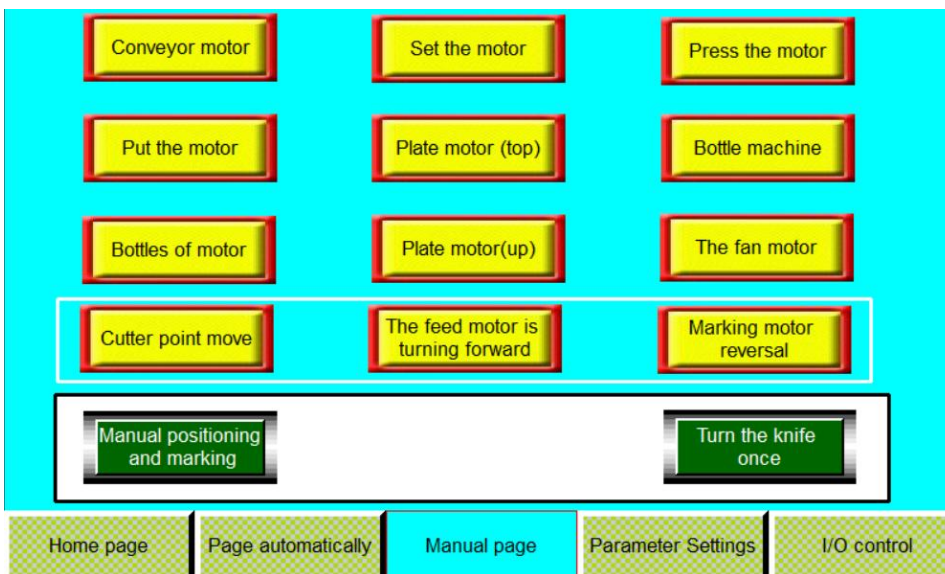 Conveyor motor
Set the motor
Press the motor
Put the motor
Plate motor (top)
Bottle machine
Bottles of motor
Plate motor(up)
The fan motor
Cutter point move
The feed motor is
turning forward
Marking motor
reversal
Manual positioning
and marking
Turn the knife
once
Home page
Page automatically
Manual page
Parameter Settings
I/O control